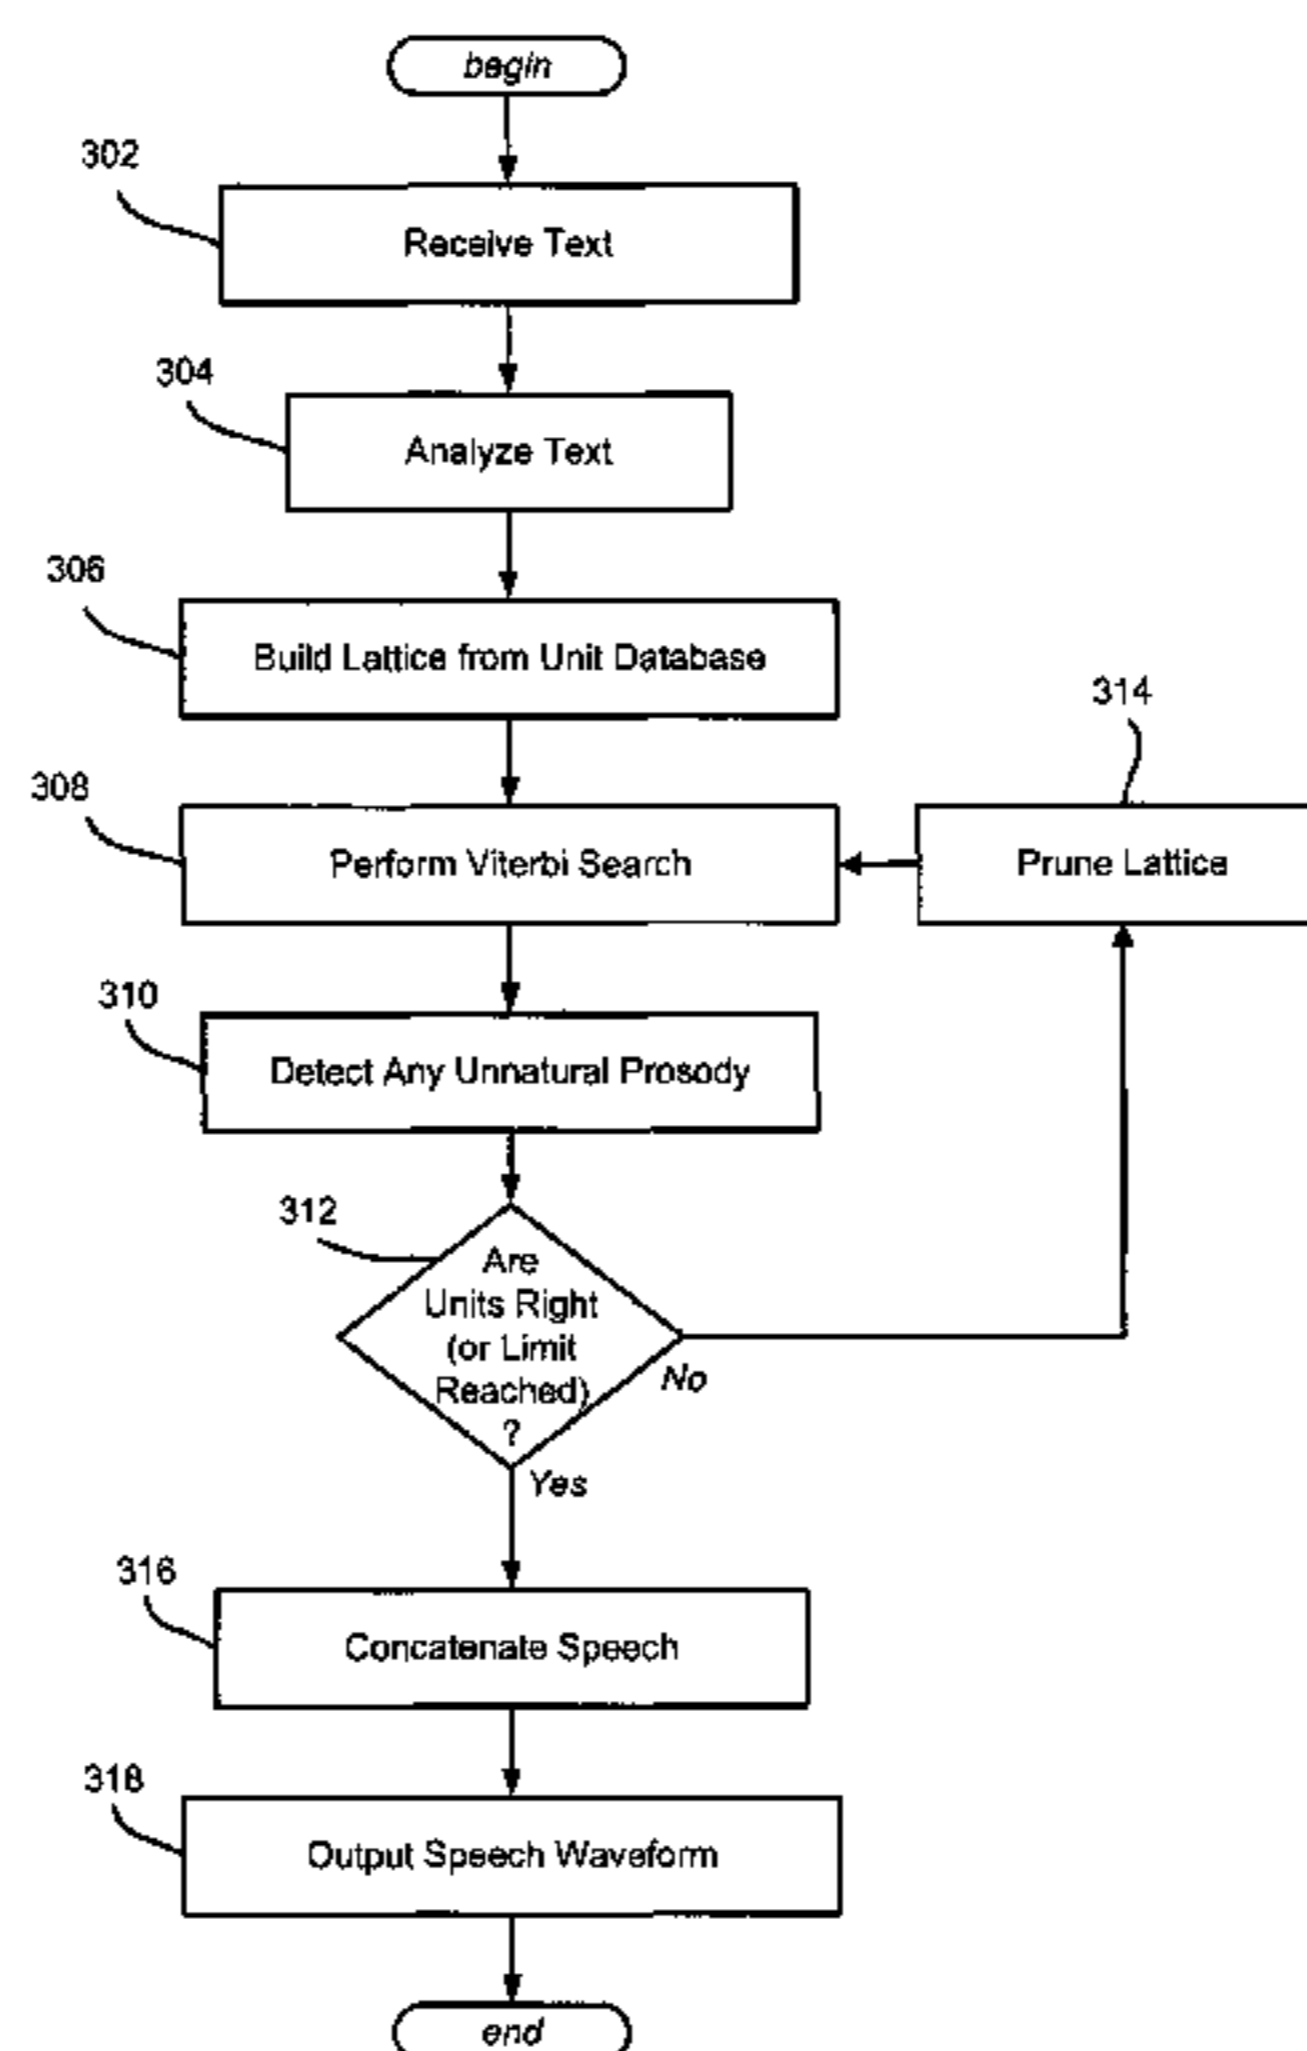 begin
302
Receive Text
304
Analyze Text
306
Build Lattice from Unit Database
314
308
Perform Viterbi Search
Prune Lattice
310
Detect Any Unnatural Prosody
312
Are
Units Right
(or Limit
Reached)
?
No
Yes
316
Concatenate Speech
318
Output Speech Waveform
end